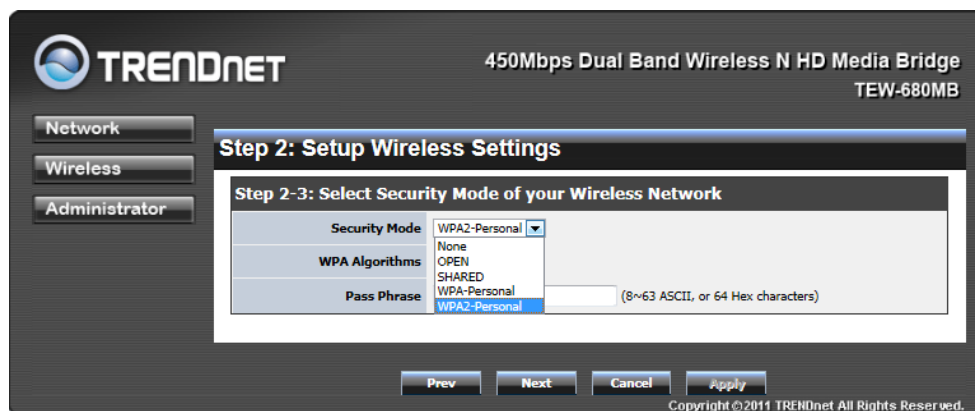 TRENDNET
450Mbps Dual Band Wireless N HD Media Bridge
TEW-680MB
Network
Wireless
Administrator
Step 2: Setup Wireless Settings
Step 2-3: Select Security Mode of your Wireless Network
Security Mode WPA2-Personal
None
OPEN
SHARED
WPA-Personal
WPA2-Personal
WPA Algorithms
Pass Phrase (8~63 ASCII, or 64 Hex characters)
Prev Next Cancel Apply
Copyright ©2011 TRENDnet All Rights Reserved.